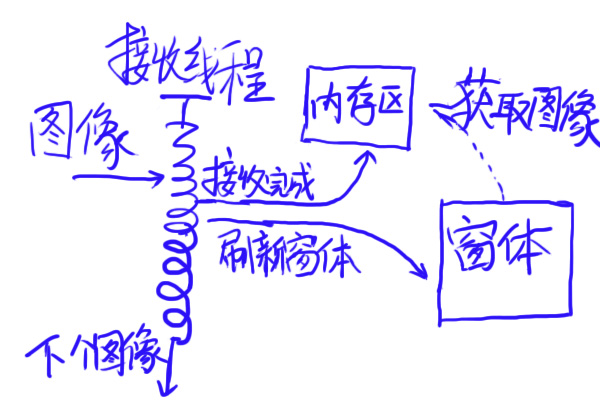 接收线程
内存区
获取图像
图像
接收完成
刷新窗体
窗体
下个图像